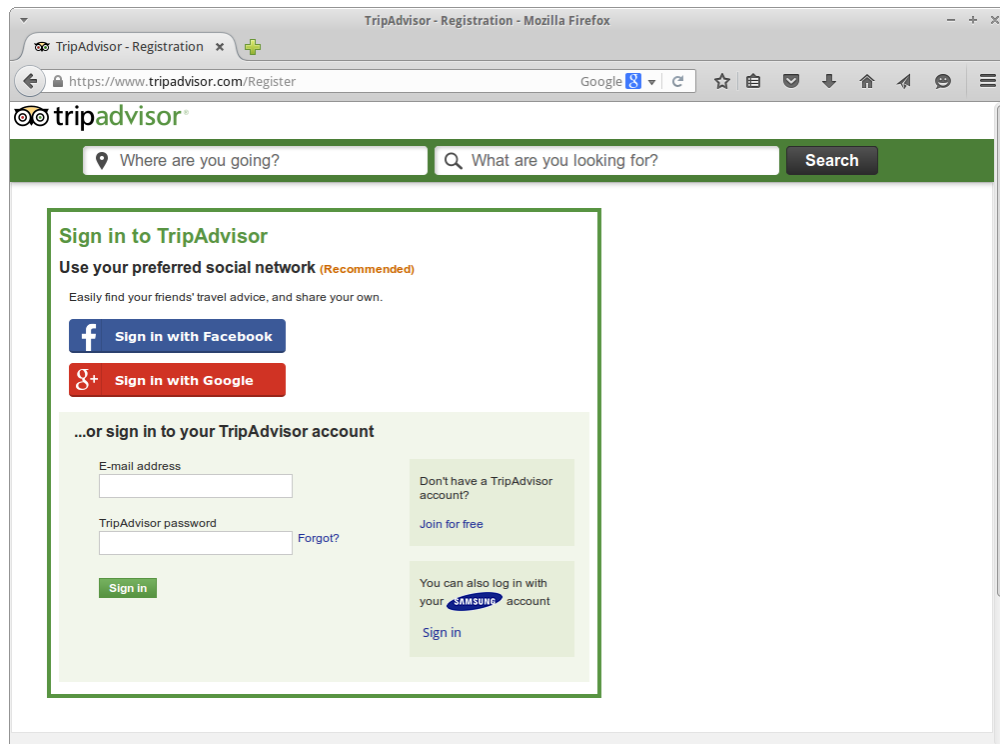 TripAdvisor - Registration - Mozilla Firefox
TripAdvisor - Registration
https://www.tripadvisor.com/Register
Google
tripadvisor
Where are you going?
What are you looking for?
Search
Sign in to TripAdvisor
Use your preferred social network (Recommended)
Easily find your friends' travel advice, and share your own.
f Sign in with Facebook
g+ Sign in with Google
...or sign in to your TripAdvisor account
E-mail address
TripAdvisor password
Forgot?
Sign in
Don't have a TripAdvisor
account?
Join for free
You can also log in with
your SAMSUNG account
Sign in